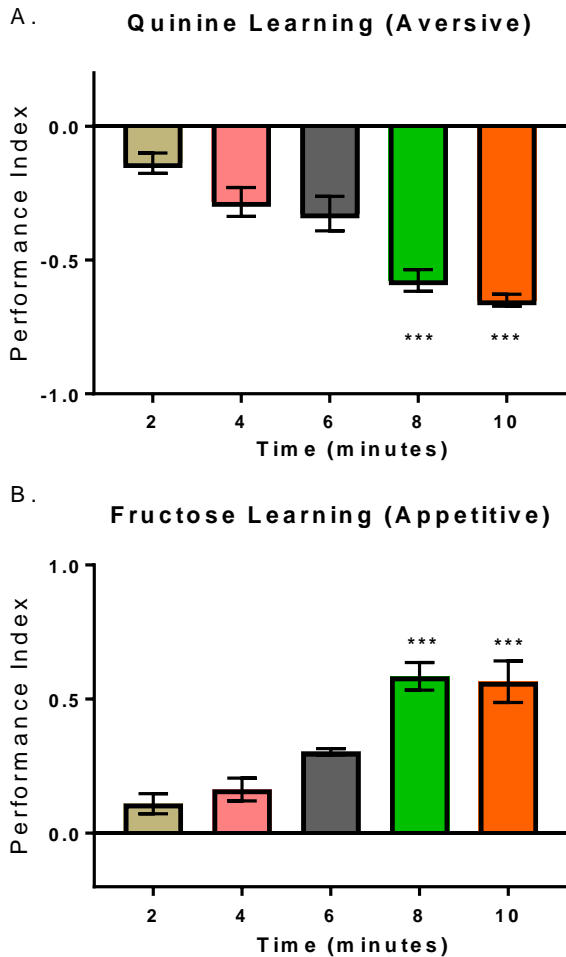 A.
Quinine Learning (Aversive)
Performance Index
0.0
-0.5
-1.0
*** ***
2 4 6 8 10
Time (minutes)
B.
Fructose Learning (Appetitive)
Performance Index
1.0
0.5
0.0
*** ***
2 4 6 8 10
Time (minutes)